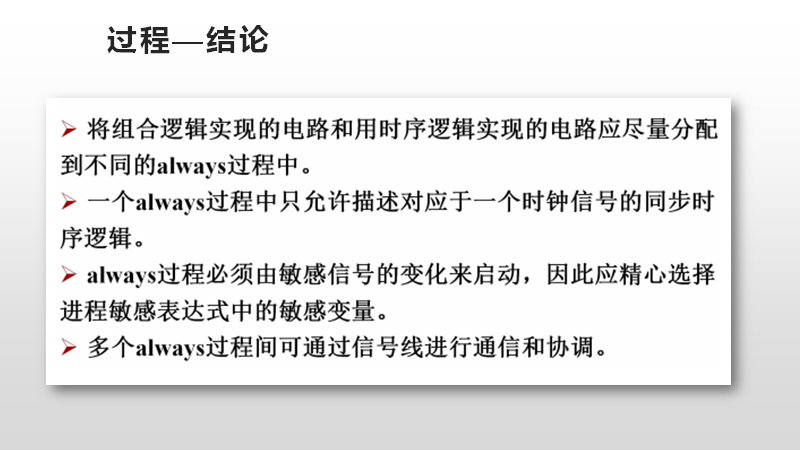 过程—结论
➢ 将组合逻辑实现的电路和用时序逻辑实现的电路应尽量分配
到不同的always过程中。
➢ 一个always过程中只允许描述对应于一个时钟信号的同步时
序逻辑。
➢ always过程必须由敏感信号的变化来启动，因此应精心选择
进程敏感表达式中的敏感变量。
➢ 多个always过程间可通过信号线进行通信和协调。